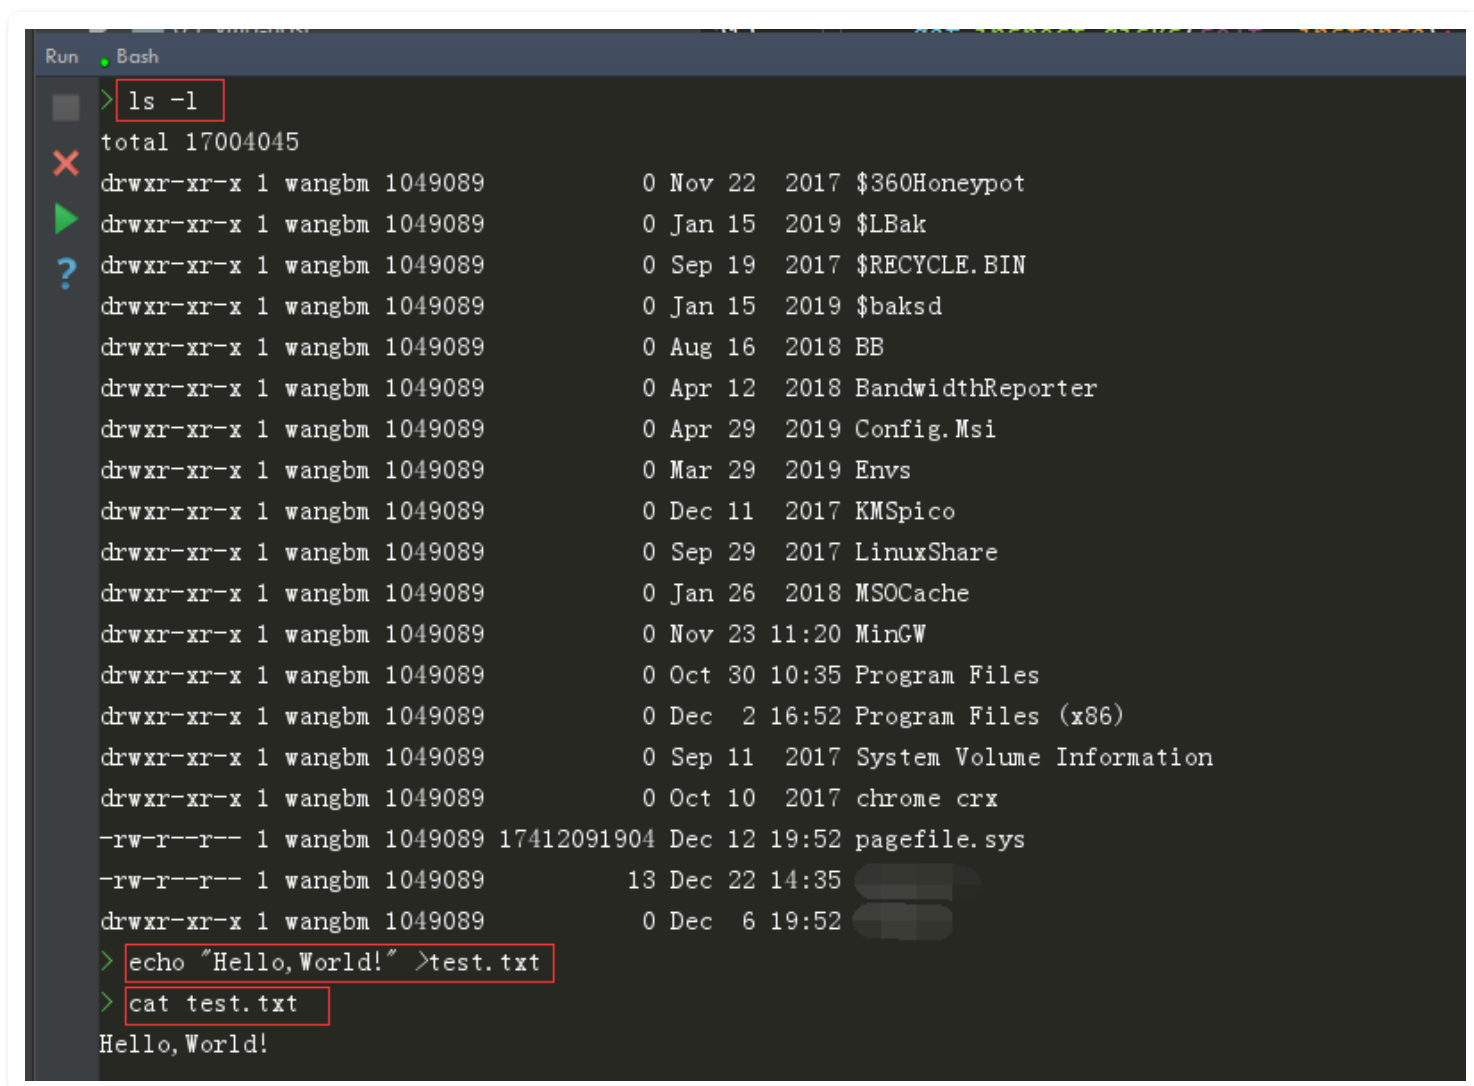 Run Bash
> ls -l
total 17004045
drwxr-xr-x 1 wangbm 1049089 0 Nov 22 2017 $360Honeypot
drwxr-xr-x 1 wangbm 1049089 0 Jan 15 2019 $LBak
drwxr-xr-x 1 wangbm 1049089 0 Sep 19 2017 $RECYCLE.BIN
drwxr-xr-x 1 wangbm 1049089 0 Jan 15 2019 $baksd
drwxr-xr-x 1 wangbm 1049089 0 Aug 16 2018 BB
drwxr-xr-x 1 wangbm 1049089 0 Apr 12 2018 BandwidthReporter
drwxr-xr-x 1 wangbm 1049089 0 Apr 29 2019 Config.Msi
drwxr-xr-x 1 wangbm 1049089 0 Mar 29 2019 Envs
drwxr-xr-x 1 wangbm 1049089 0 Dec 11 2017 KMSpico
drwxr-xr-x 1 wangbm 1049089 0 Sep 29 2017 LinuxShare
drwxr-xr-x 1 wangbm 1049089 0 Jan 26 2018 MSOCache
drwxr-xr-x 1 wangbm 1049089 0 Nov 23 11:20 MinGW
drwxr-xr-x 1 wangbm 1049089 0 Oct 30 10:35 Program Files
drwxr-xr-x 1 wangbm 1049089 0 Dec 2 16:52 Program Files (x86)
drwxr-xr-x 1 wangbm 1049089 0 Sep 11 2017 System Volume Information
drwxr-xr-x 1 wangbm 1049089 0 Oct 10 2017 chrome crx
-rw-r--r-- 1 wangbm 1049089 17412091904 Dec 12 19:52 pagefile.sys
-rw-r--r-- 1 wangbm 1049089 13 Dec 22 14:35
drwxr-xr-x 1 wangbm 1049089 0 Dec 6 19:52
> echo "Hello,World!" >test.txt
> cat test.txt
Hello,World!